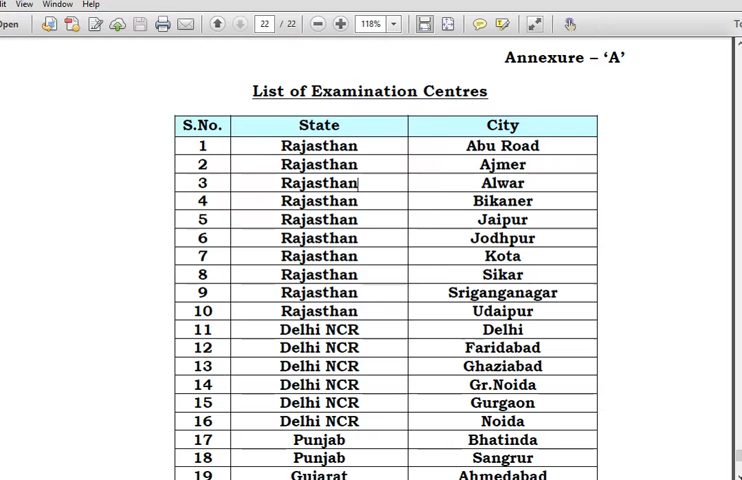 it View Window Help
Open 22 / 22 118% To
Annexure – ‘A’
List of Examination Centres
S.No. State City
1 Rajasthan Abu Road
2 Rajasthan Ajmer
3 Rajasthan Alwar
4 Rajasthan Bikaner
5 Rajasthan Jaipur
6 Rajasthan Jodhpur
7 Rajasthan Kota
8 Rajasthan Sikar
9 Rajasthan Sriganganagar
10 Rajasthan Udaipur
11 Delhi NCR Delhi
12 Delhi NCR Faridabad
13 Delhi NCR Ghaziabad
14 Delhi NCR Gr.Noida
15 Delhi NCR Gurgaon
16 Delhi NCR Noida
17 Punjab Bhatinda
18 Punjab Sangrur
19 Gujarat Ahmedabad